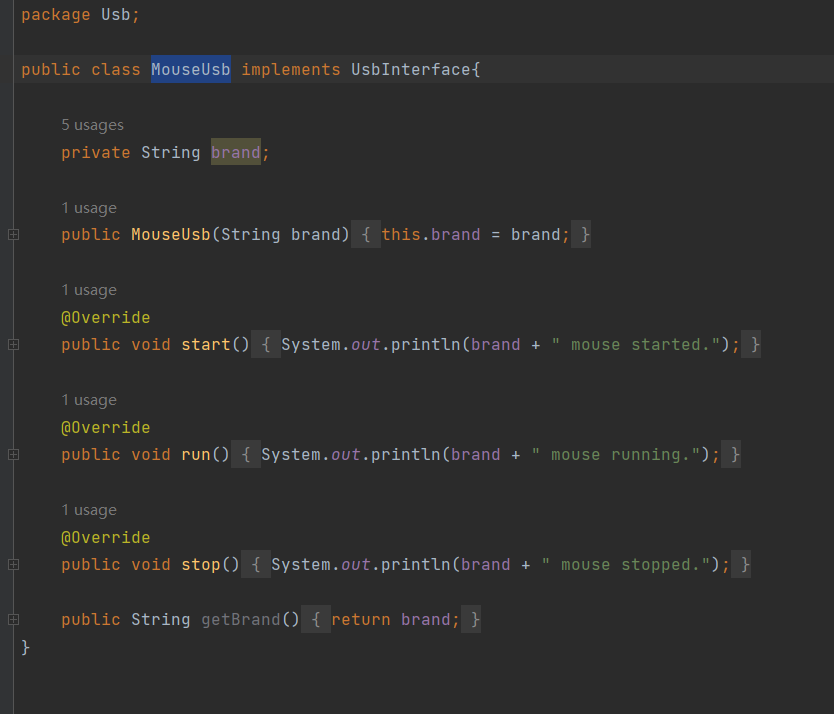 package Usb;
public class MouseUsb implements UsbInterface{
5 usages
private String brand;
1 usage
public MouseUsb(String brand) { this.brand = brand; }
1 usage
@Override
public void start() { System.out.println(brand + " mouse started."); }
1 usage
@Override
public void run() { System.out.println(brand + " mouse running."); }
1 usage
@Override
public void stop() { System.out.println(brand + " mouse stopped."); }
public String getBrand() { return brand; }
}